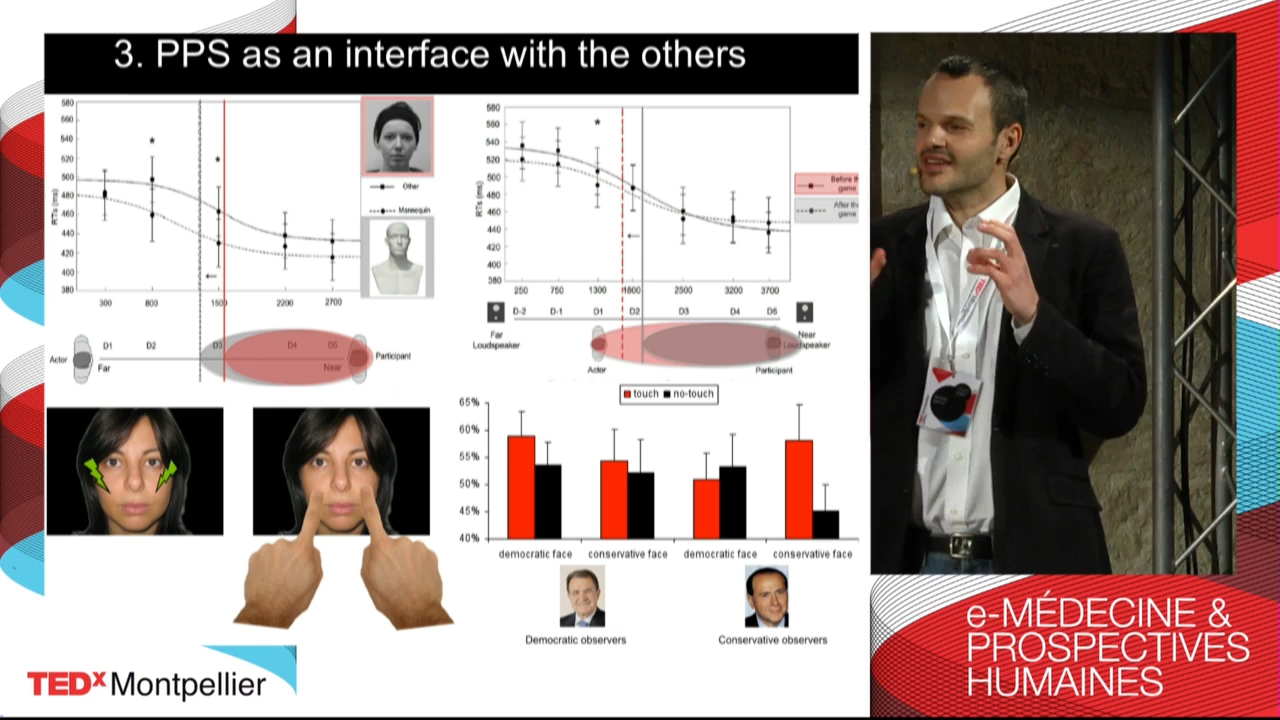 3. PPS as an interface with the others
580
560
540
520
500
480
460
440
420
400
380
RTs (ms)
300
800
1500
2200
2700
Other
Mannequin
Actor
D1
D2
D3
D4
D5
Far
Near
Participant
580
560
540
520
500
480
460
440
420
400
380
RTs (ms)
250
750
1300
1800
2500
3200
3700
Before th
game
After th
game
D-2
D-1
D1
D2
D3
D4
D5
Far
Loudspeaker
Near
Loudspeaker
Actor
Participant
touch
no-touch
65%
60%
55%
50%
45%
40%
democratic face
conservative face
democratic face
conservative face
Democratic observers
Conservative observers
TEDx Montpellier
e-MÉDECINE &
PROSPECTIVES
HUMAINES